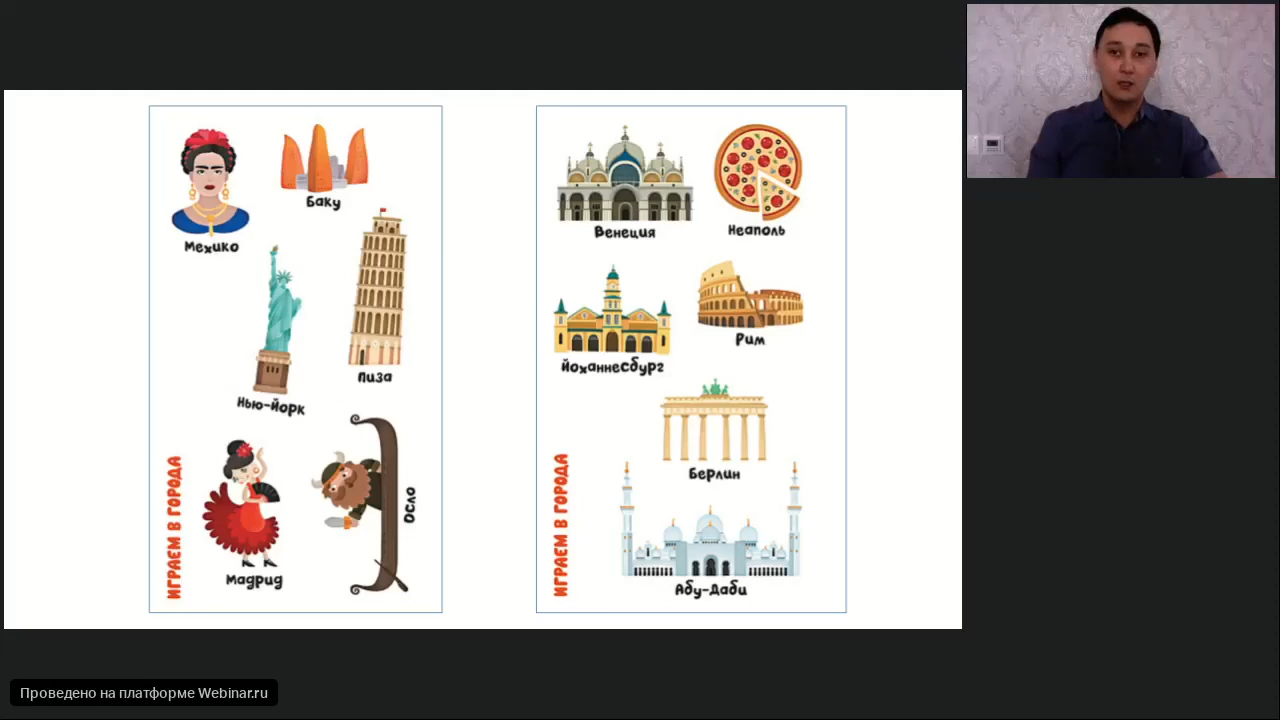 Баку
Мехико
Пиза
Нью-Йорк
Осло
Мадрид
ИГРАЕМ В ГОРОДА
Венеция
Неаполь
Рим
Йоханнесбург
Берлин
Абу-Даби
ИГРАЕМ В ГОРОДА
Проведено на платформе Webinar.ru